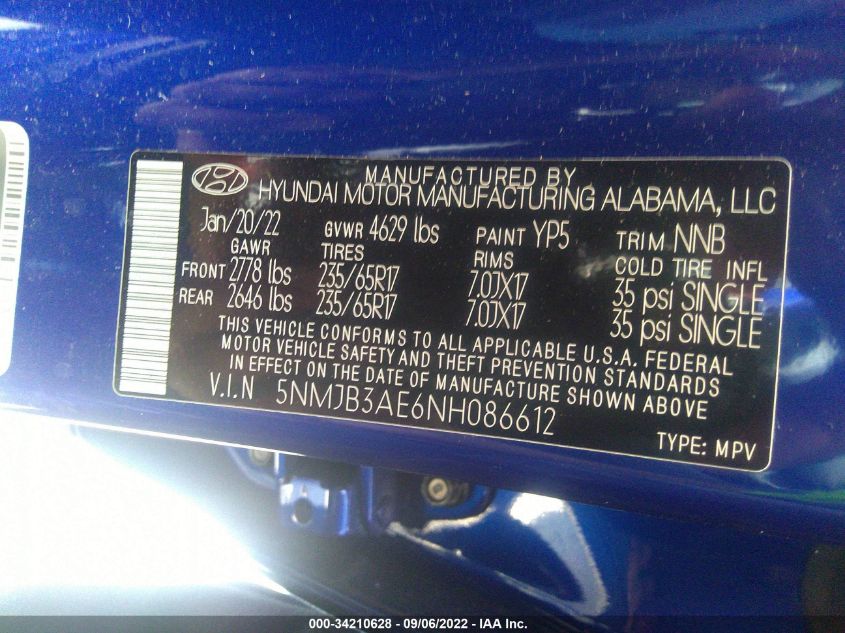 MANUFACTURED BY
HYUNDAI MOTOR MANUFACTURING ALABAMA, LLC
Jan/20/22 GVWR 4629 lbs PAINT YP5 TRIM NNB
GAWR TIRES RIMS COLD TIRE INFL
FRONT 2778 lbs 235/65R17 7.0JX17 35 psi SINGLE
REAR 2646 lbs 235/65R17 7.0JX17 35 psi SINGLE
THIS VEHICLE CONFORMS TO ALL APPLICABLE U.S.A. FEDERAL
MOTOR VEHICLE SAFETY AND THEFT PREVENTION STANDARDS
IN EFFECT ON THE DATE OF MANUFACTURE SHOWN ABOVE
V.I.N 5NMJB3AE6NH086612
TYPE: MPV
000-34210628 - 09/06/2022 - IAA Inc.